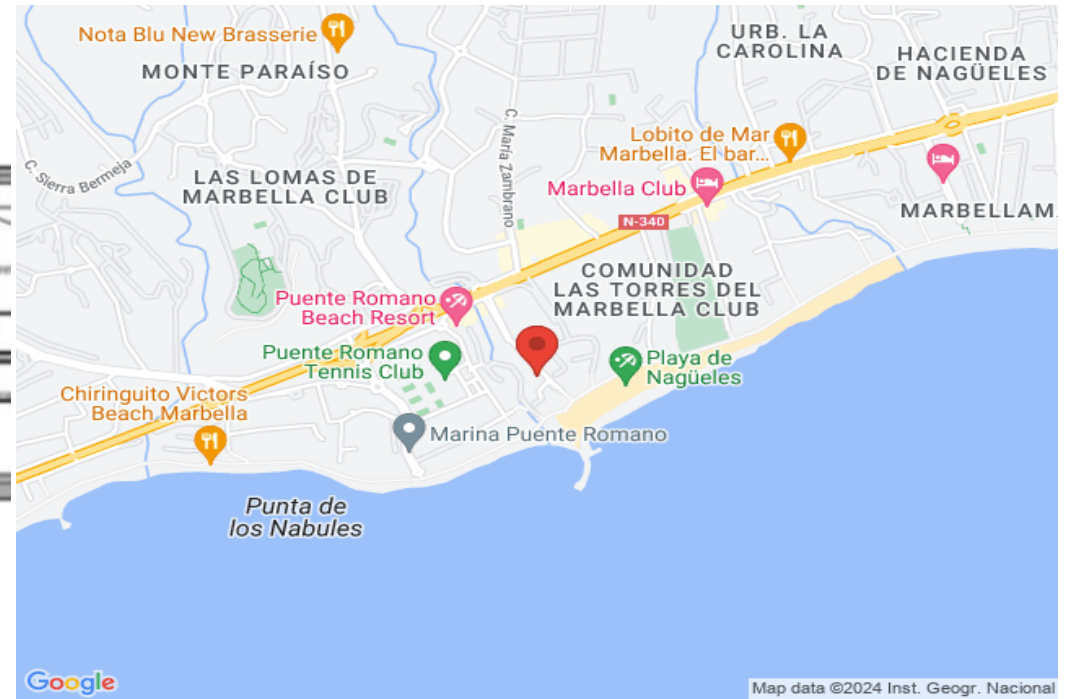 Nota Blu New Brasserie
MONTE PARAÍSO
URB. LA
CAROLINA
HACIENDA
DE NAGÜELES
C. María Zambrano
Lobito de Mar
Marbella. El bar...
C. Sierra Bermeja
LAS LOMAS DE
MARBELLA CLUB
Marbella Club
MARBELLAM
N-340
COMUNIDAD
LAS TORRES DEL
MARBELLA CLUB
Puente Romano
Beach Resort
Puente Romano
Tennis Club
Playa de
Nagüeles
Chiringuito Victors
Beach Marbella
Marina Puente Romano
Punta de
los Nabules
Google
Map data ©2024 Inst. Geogr. Nacional